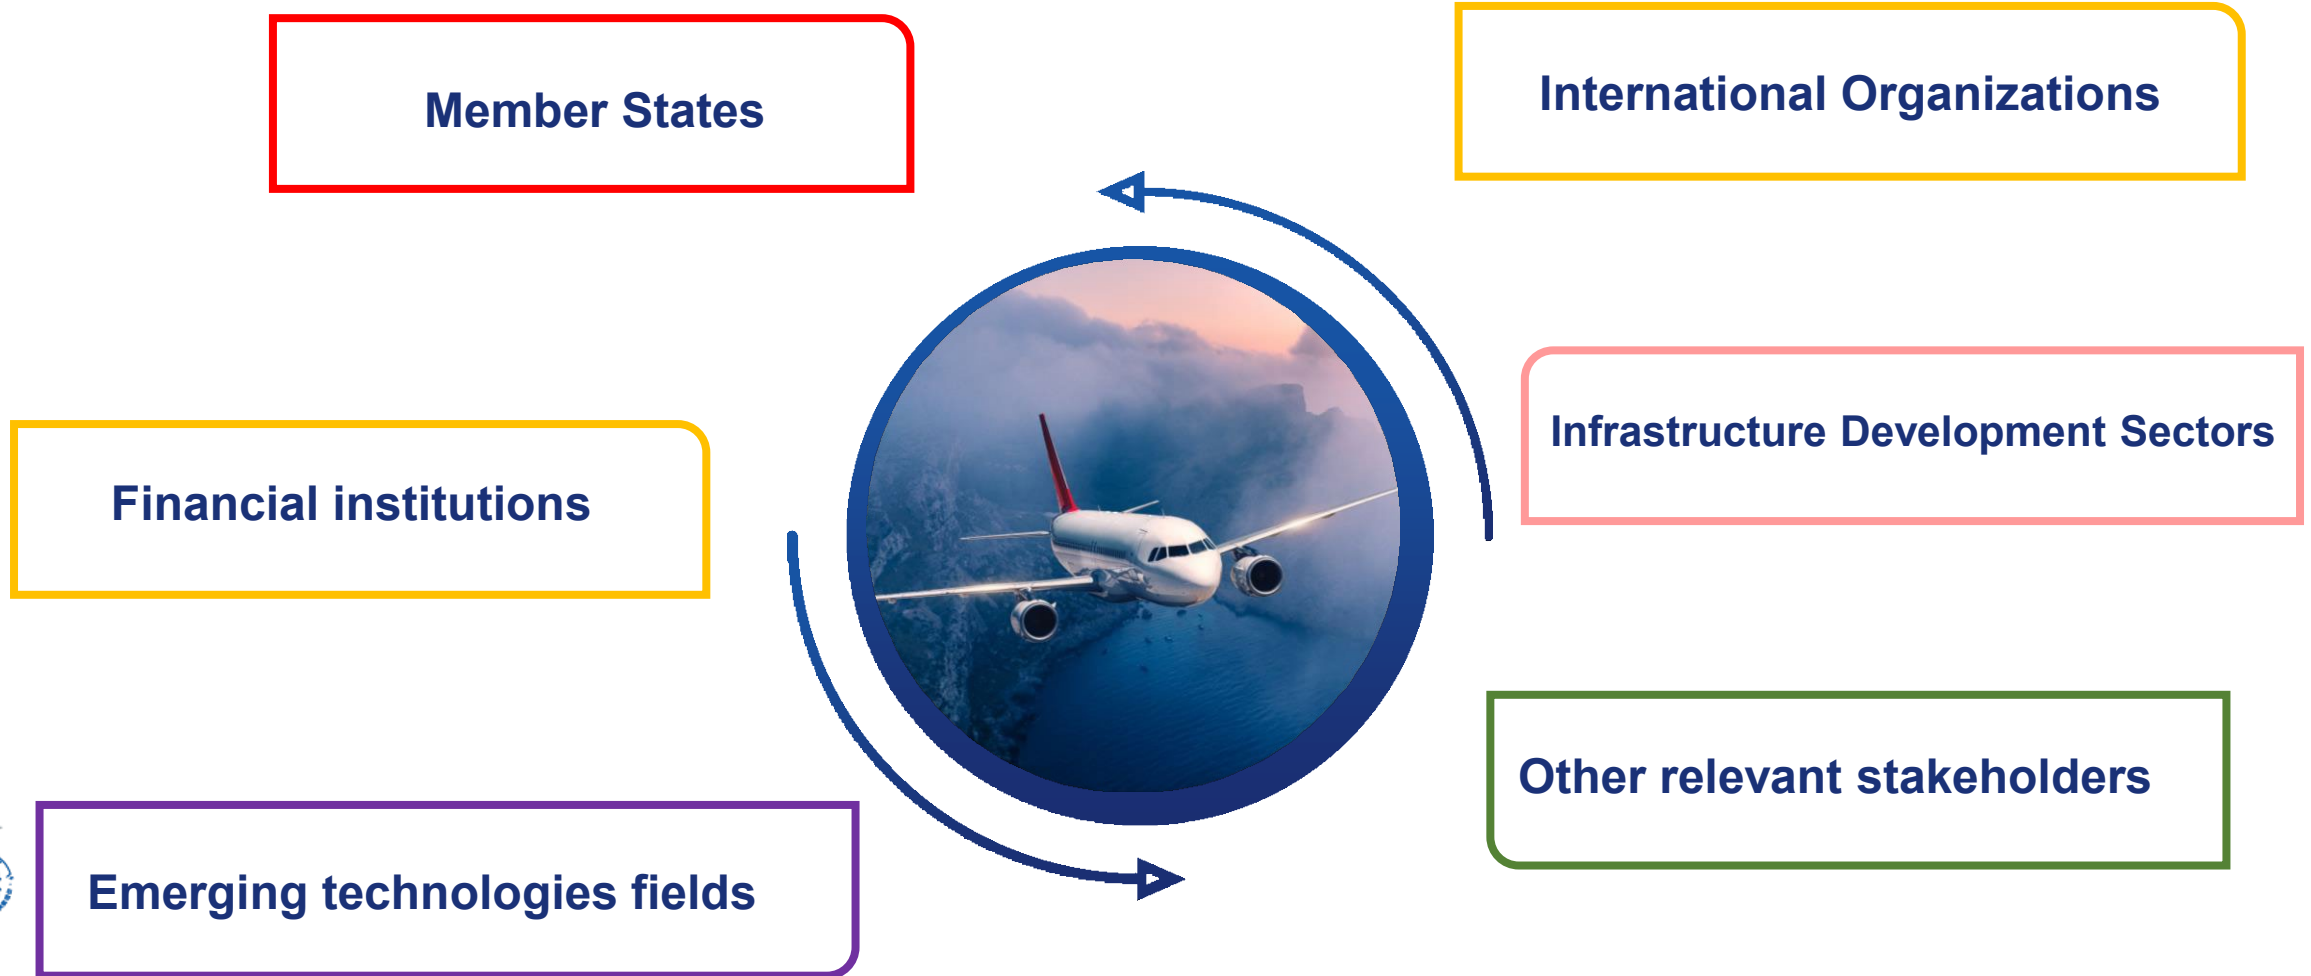 Member States
International Organizations
Financial institutions
Infrastructure Development Sectors
Emerging technologies fields
Other relevant stakeholders